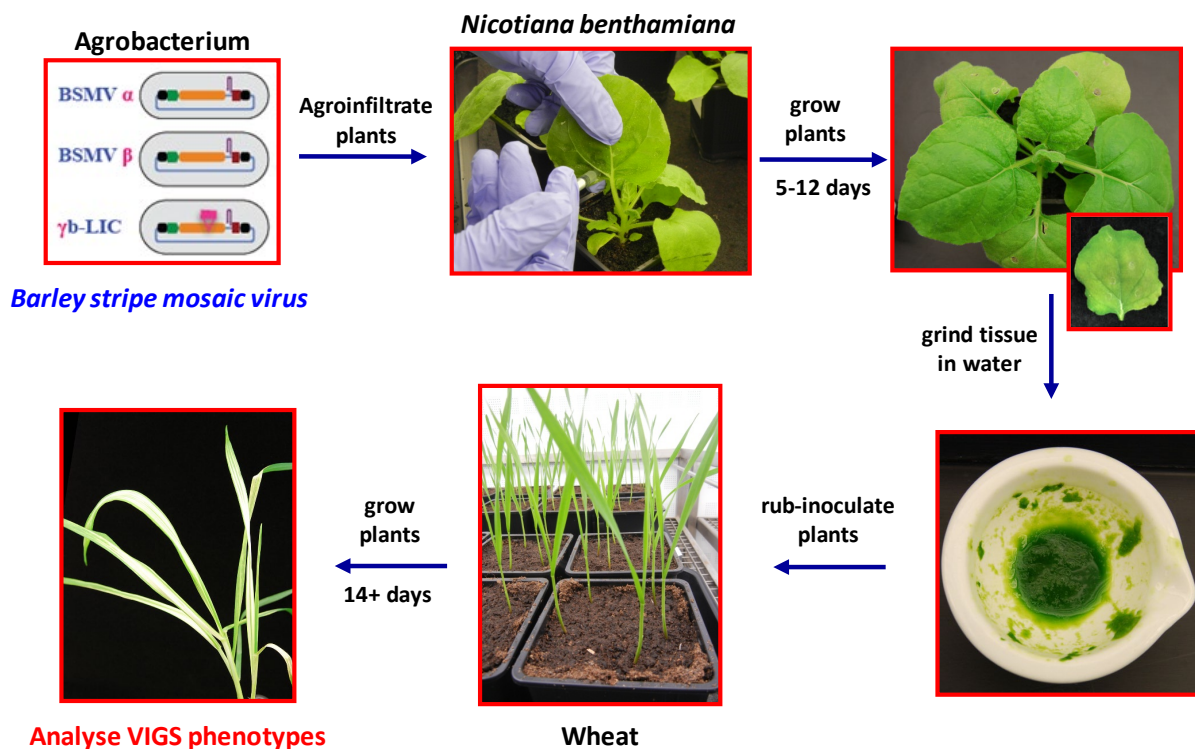 Agrobacterium
BSMV α
BSMV β
γb-LIC
Barley stripe mosaic virus
Agroinfiltrate
plants
Nicotiana benthamiana
grow
plants
5-12 days
grind tissue
in water
rub-inoculate
plants
Wheat
grow
plants
14+ days
Analyse VIGS phenotypes